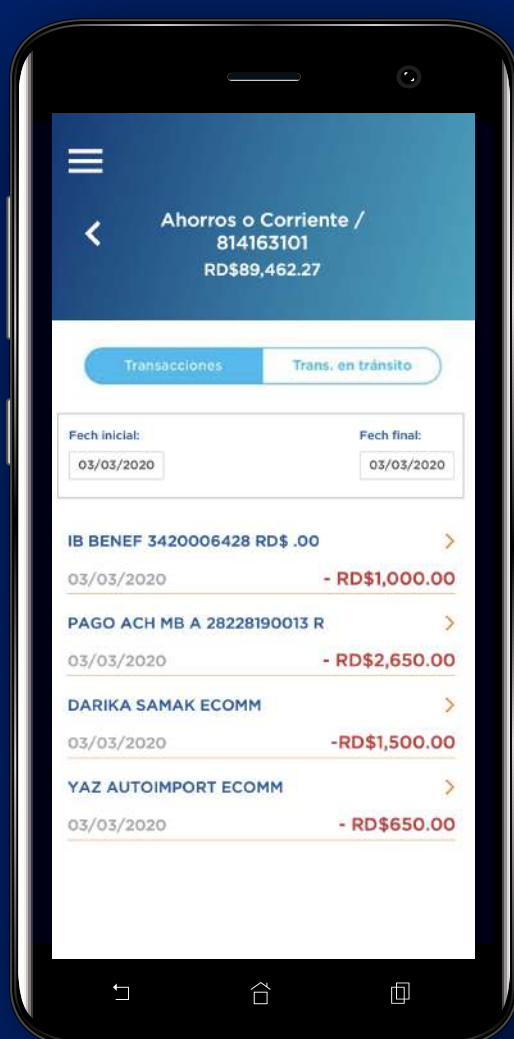 Ahorros o Corriente /
814163101
RD$89,462.27
Transacciones Trans. en tránsito
Fech inicial: Fech final:
03/03/2020 03/03/2020
IB BENEF 3420006428 RD$ .00
03/03/2020 - RD$1,000.00
PAGO ACH MB A 28228190013 R
03/03/2020 - RD$2,650.00
DARIKA SAMAK ECOMM
03/03/2020 -RD$1,500.00
YAZ AUTOIMPORT ECOMM
03/03/2020 - RD$650.00